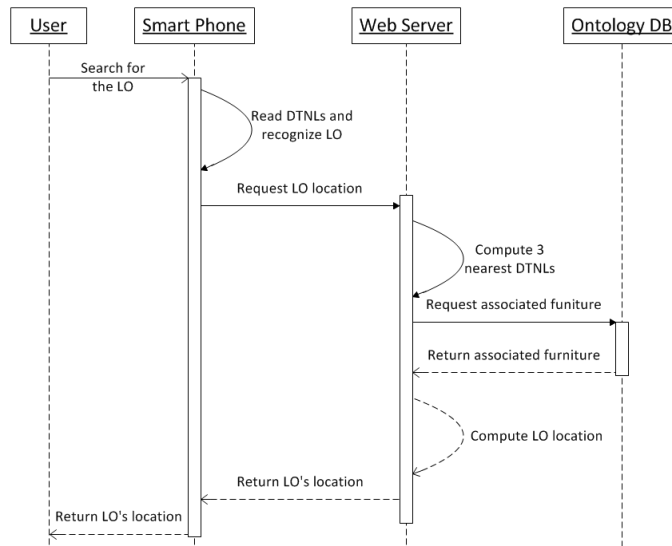 User
Smart Phone
Web Server
Ontology DB
Search for
the LO
Read DTNLs and
recognize LO
Request LO location
Compute 3
nearest DTNLs
Request associated funiture
Return associated furniture
Compute LO location
Return LO's location
Return LO's location